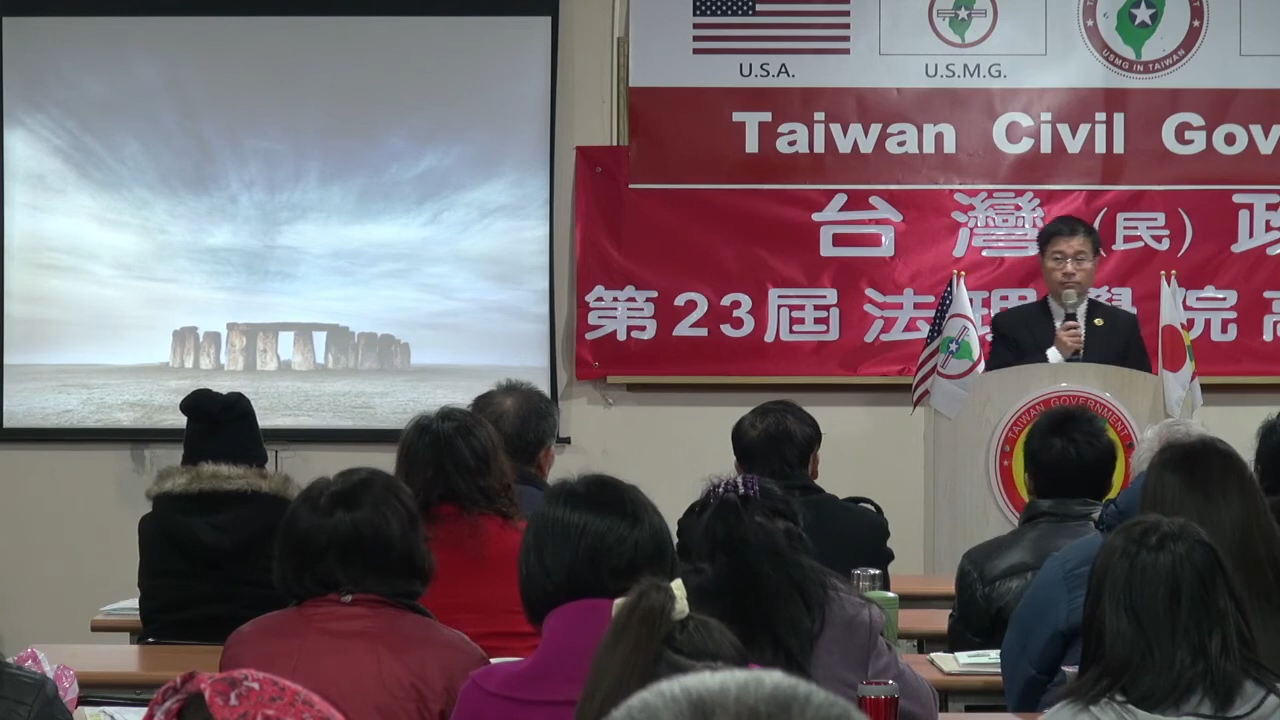 U.S.A.
U.S.M.G.
USMG IN TAIWAN
Taiwan Civil Gov
台灣(民)政
第23屆法理學院高
TAIWAN GOVERNMENT